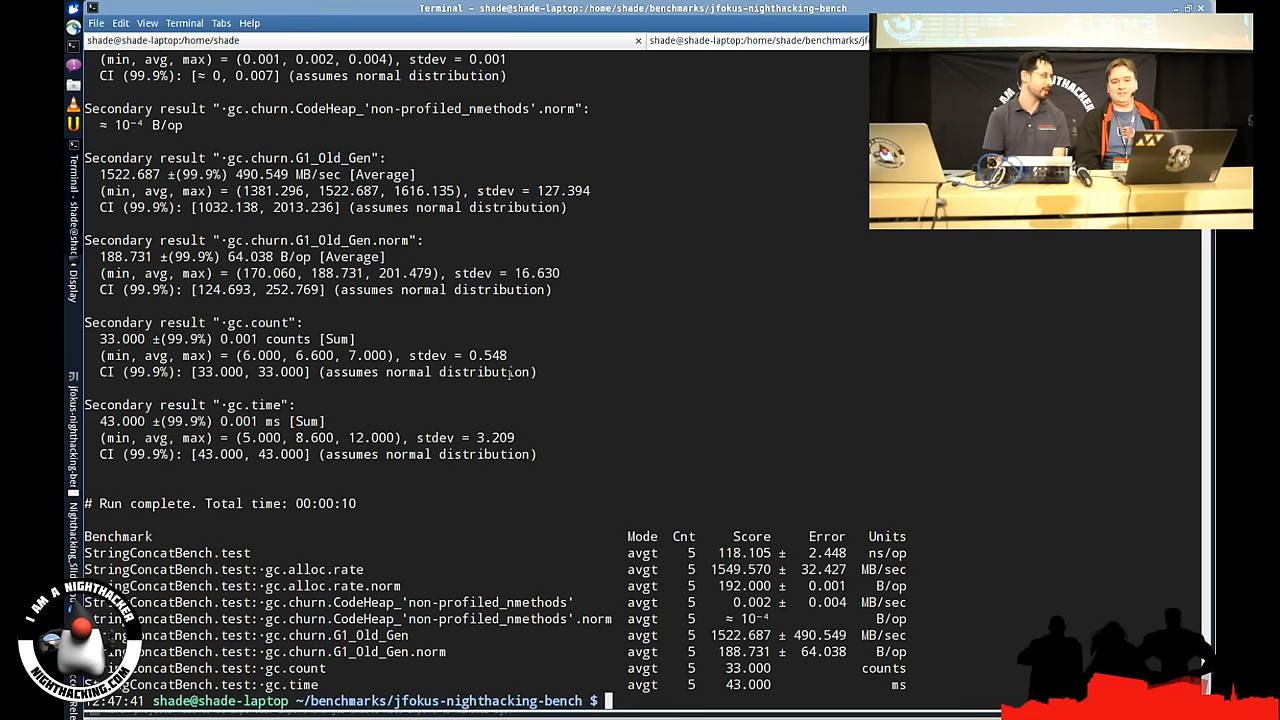 Terminal - shade@shade-laptop:/home/shade/benchmarks/jfokus-nighthacking-bench
File Edit View Terminal Tabs Help
shade@shade-laptop:/home/shade
shade@shade-laptop:/home/shade/benchmarks/jf
(min, avg, max) = (0.001, 0.002, 0.004), stdev = 0.001
CI (99.9%): [≈ 0, 0.007] (assumes normal distribution)
Secondary result "·gc.churn.CodeHeap_'non-profiled_nmethods'.norm":
≈ 10⁻⁴ B/op
Secondary result "·gc.churn.G1_Old_Gen":
1522.687 ±(99.9%) 490.549 MB/sec [Average]
(min, avg, max) = (1381.296, 1522.687, 1616.135), stdev = 127.394
CI (99.9%): [1032.138, 2013.236] (assumes normal distribution)
Secondary result "·gc.churn.G1_Old_Gen.norm":
188.731 ±(99.9%) 64.038 B/op [Average]
(min, avg, max) = (170.060, 188.731, 201.479), stdev = 16.630
CI (99.9%): [124.693, 252.769] (assumes normal distribution)
Secondary result "·gc.count":
33.000 ±(99.9%) 0.001 counts [Sum]
(min, avg, max) = (6.000, 6.600, 7.000), stdev = 0.548
CI (99.9%): [33.000, 33.000] (assumes normal distribution)
Secondary result "·gc.time":
43.000 ±(99.9%) 0.001 ms [Sum]
(min, avg, max) = (5.000, 8.600, 12.000), stdev = 3.209
CI (99.9%): [43.000, 43.000] (assumes normal distribution)
# Run complete. Total time: 00:00:10
Benchmark Mode Cnt Score Error Units
StringConcatBench.test avgt 5 118.105 ± 2.448 ns/op
StringConcatBench.test:·gc.alloc.rate avgt 5 1549.570 ± 32.427 MB/sec
StringConcatBench.test:·gc.alloc.rate.norm avgt 5 192.000 ± 0.001 B/op
StringConcatBench.test:·gc.churn.CodeHeap_'non-profiled_nmethods' avgt 5 0.002 ± 0.004 MB/sec
StringConcatBench.test:·gc.churn.CodeHeap_'non-profiled_nmethods'.norm avgt 5 ≈ 10⁻⁴ B/op
ringConcatBench.test:·gc.churn.G1_Old_Gen avgt 5 1522.687 ± 490.549 MB/sec
ingConcatBench.test:·gc.churn.G1_Old_Gen.norm avgt 5 188.731 ± 64.038 B/op
ringConcatBench.test:·gc.count avgt 5 33.000 counts
tringConcatBench.test:·gc.time avgt 5 43.000 ms
12:47:41 shade@shade-laptop ~/benchmarks/jfokus-nighthacking-bench $
Terminal - shade@shad
Display
jfokus-nighthacking-be
I AM A NIGHTHACKER
NIGHTHACKING.COM